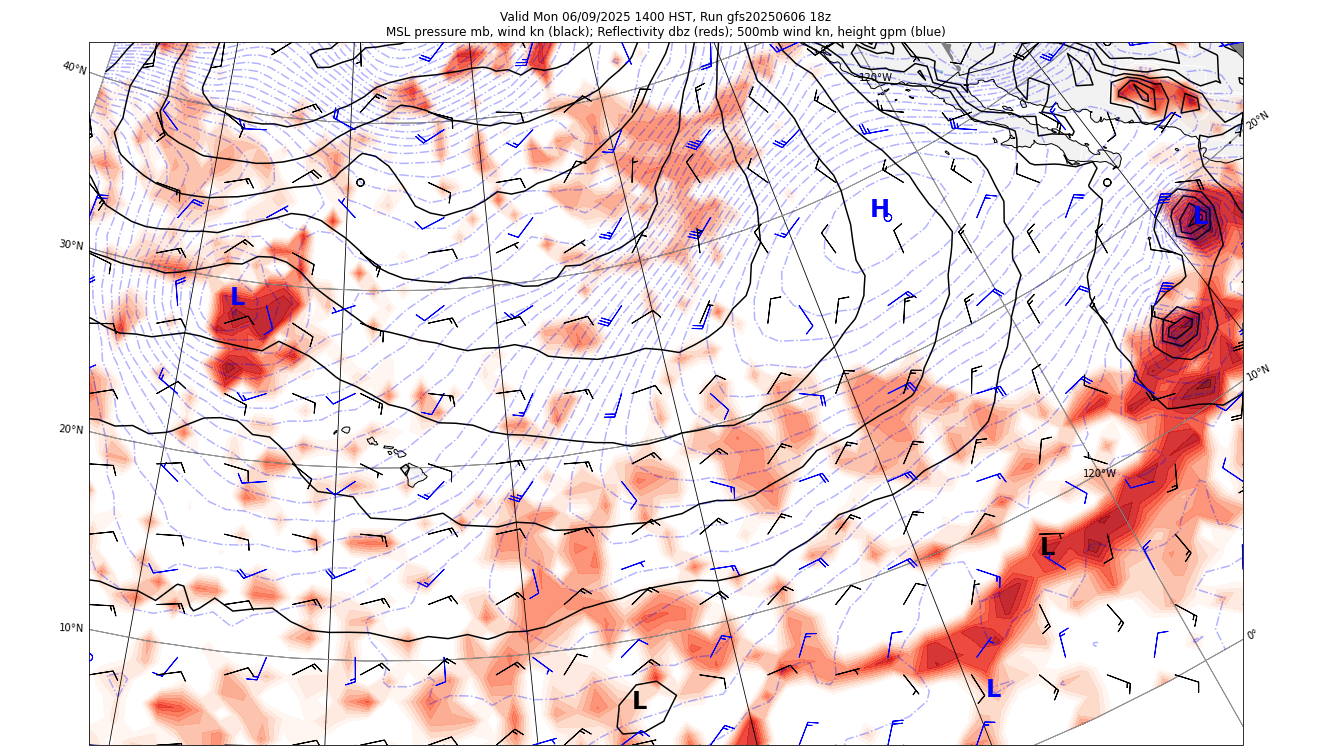 Valid Mon 06/09/2025 1400 HST, Run gfs20250606 18z
MSL pressure mb, wind kn (black); Reflectivity dbz (reds); 500mb wind kn, height gpm (blue)
40°N
120°W
20°N
H
L
30°N
L
10°N
20°N
120°W
L
10°N
0°
L
L